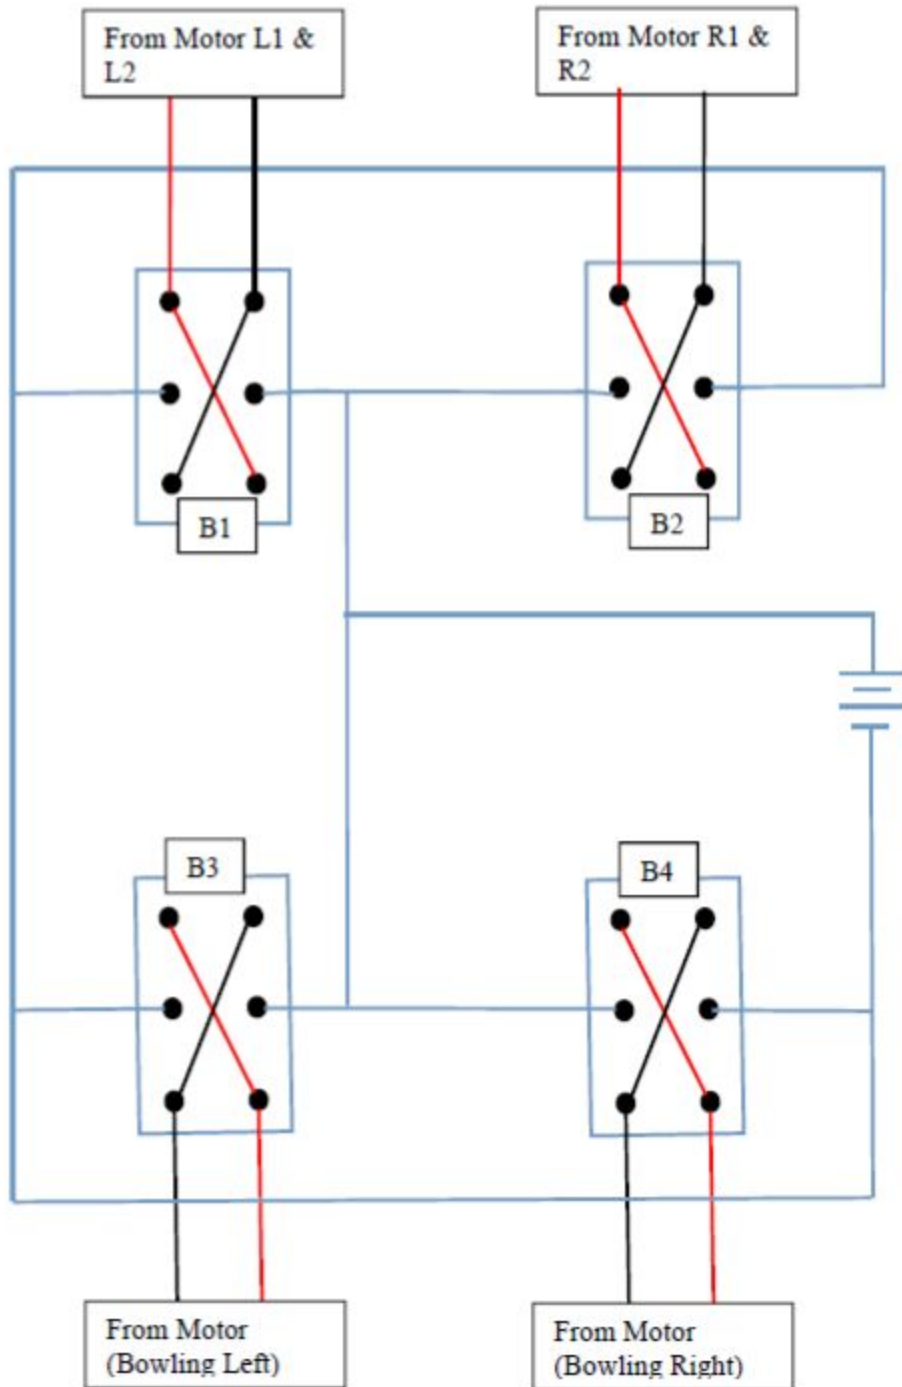 From Motor L1 &
L2
From Motor R1 &
R2
B1
B2
B3
B4
From Motor
(Bowling Left)
From Motor
(Bowling Right)